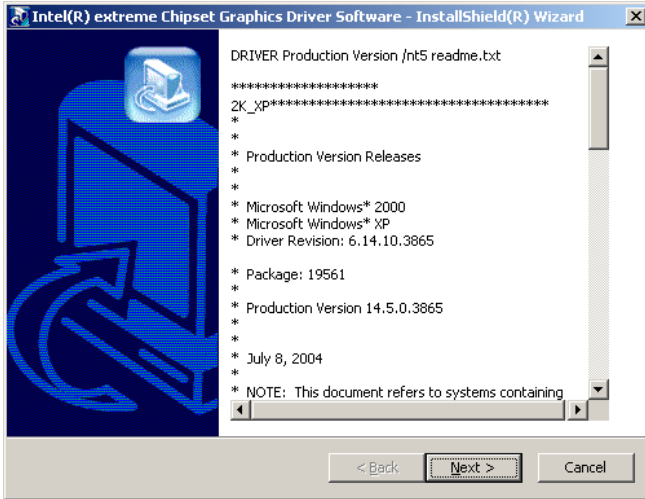 Intel(R) extreme Chipset Graphics Driver Software - InstallShield(R) Wizard
DRIVER Production Version /nt5 readme.txt
*******************
2K_XP************************************
*
*
* Production Version Releases
*
*
* Microsoft Windows* 2000
* Microsoft Windows* XP
* Driver Revision: 6.14.10.3865
* Package: 19561
*
* Production Version 14.5.0.3865
*
*
* July 8, 2004
*
* NOTE: This document refers to systems containing
< Back
Next >
Cancel